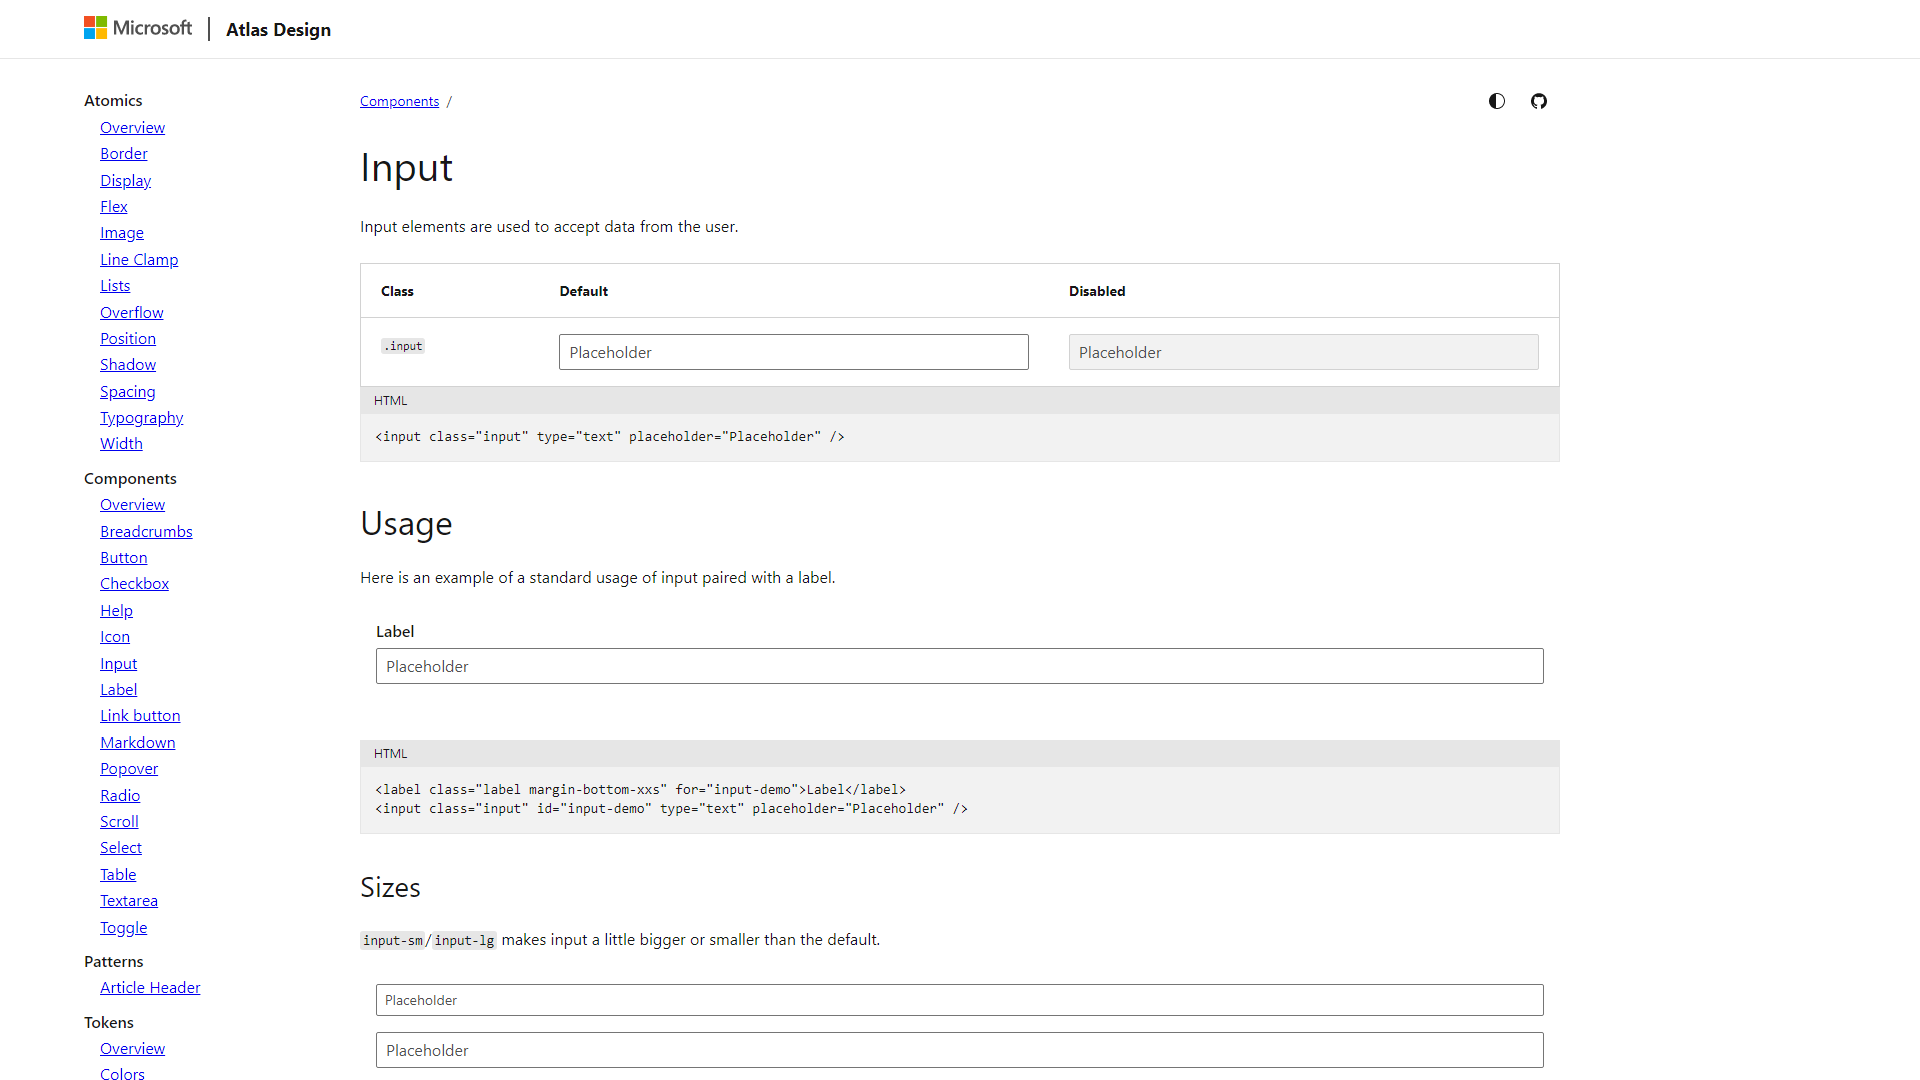 Microsoft
Atlas Design
Atomics
Overview
Border
Display
Flex
Image
Line Clamp
Lists
Overflow
Position
Shadow
Spacing
Typography
Width
Components
Overview
Breadcrumbs
Button
Checkbox
Help
Icon
Input
Label
Link button
Markdown
Popover
Radio
Scroll
Select
Table
Textarea
Toggle
Patterns
Article Header
Tokens
Overview
Colors
Components /
Input
Input elements are used to accept data from the user.
Class Default Disabled
.input Placeholder Placeholder
HTML
<input class="input" type="text" placeholder="Placeholder" />
Usage
Here is an example of a standard usage of input paired with a label.
Label
Placeholder
HTML
<label class="label margin-bottom-xxs" for="input-demo">Label</label>
<input class="input" id="input-demo" type="text" placeholder="Placeholder" />
Sizes
input-sm/input-lg makes input a little bigger or smaller than the default.
Placeholder
Placeholder